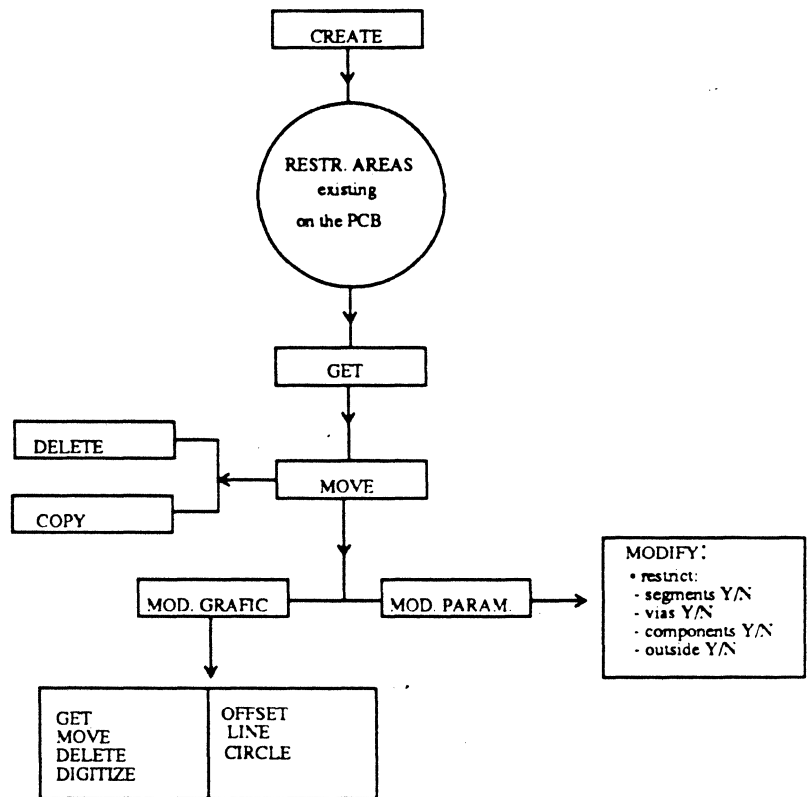 CREATE
RESTR. AREAS
existing
on the PCB
GET
DELETE
MOVE
COPY
MODIFY:
• restrict:
- segments Y/N
- vias Y/N
- components Y/N
- outside Y/N
MOD. GRAFIC
MOD. PARAM.
GET
MOVE
DELETE
DIGITIZE
OFFSET
LINE
CIRCLE